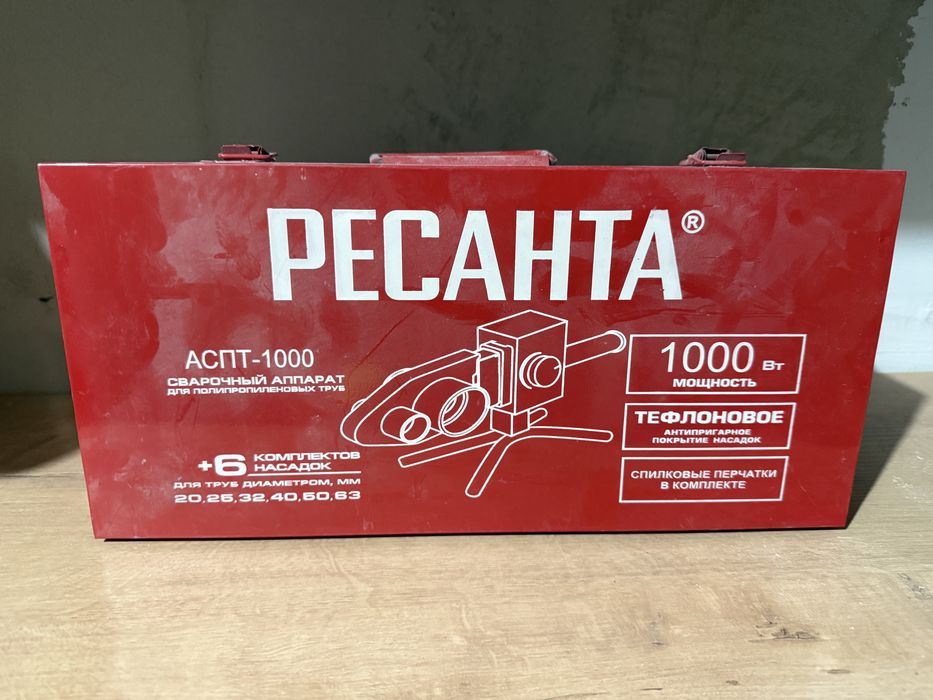 РЕСАНТА®
АСПТ-1000
СВАРОЧНЫЙ АППАРАТ
ДЛЯ ПОЛИПРОПИЛЕНОВЫХ ТРУБ
+6 КОМПЛЕКТОВ
НАСАДОК
ДЛЯ ТРУБ ДИАМЕТРОМ, ММ
20,25,32,40,50,63
1000 Вт
МОЩНОСТЬ
ТЕФЛОНОВОЕ
АНТИПРИГАРНОЕ
ПОКРЫТИЕ НАСАДОК
СПИЛКОВЫЕ ПЕРЧАТКИ
В КОМПЛЕКТЕ